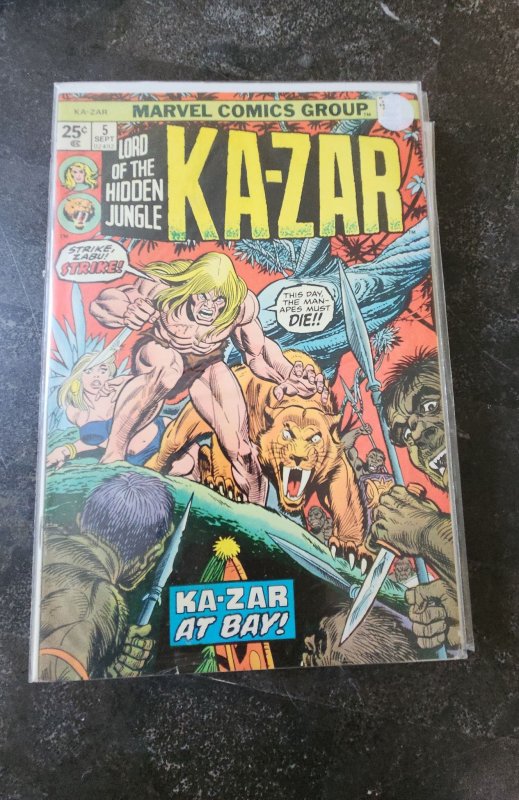 KA-ZAR
MARVEL COMICS GROUP
25¢
5
SEPT
LORD
OF THE
HIDDEN
JUNGLE
KA-ZAR
TM
STRIKE,
ZABU!
STRIKE!
THIS DAY,
THE MAN-
APES MUST
DIE!!
KA-ZAR
AT BAY!